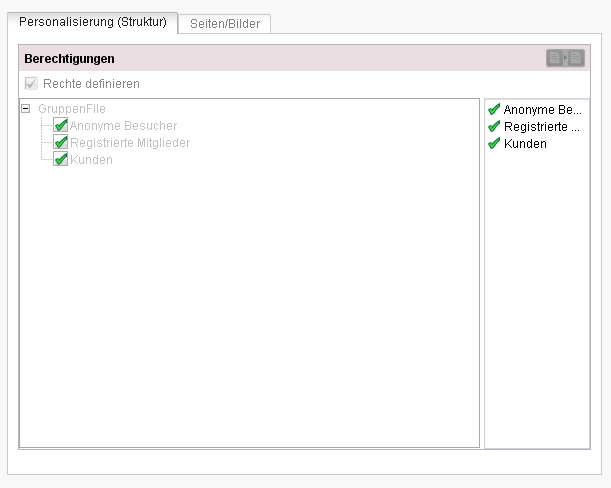 Personalisierung (Struktur)
Seiten/Bilder
Berechtigungen
Rechte definieren
GruppenFile
Anonyme Besucher
Registrierte Mitglieder
Kunden
Anonyme Be...
Registrierte ...
Kunden